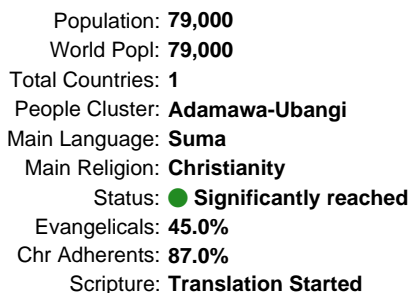 Population: 79,000
World Popl: 79,000
Total Countries: 1
People Cluster: Adamawa-Ubangi
Main Language: Suma
Main Religion: Christianity
Status: Significantly reached
Evangelicals: 45.0%
Chr Adherents: 87.0%
Scripture: Translation Started